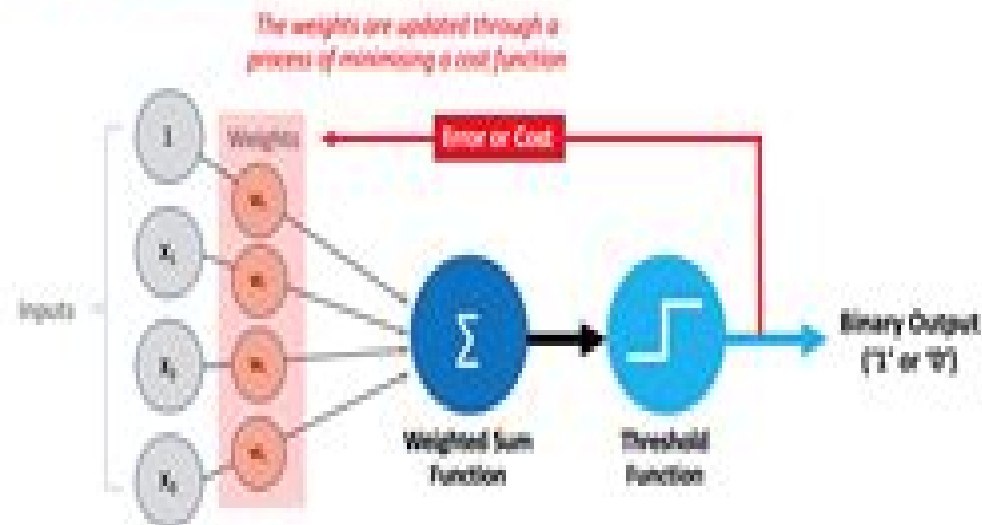 The weights are updated through a
process of minimising a cost function
1
Weights
Error or Cost
X₁
Inputs
Σ
Binary Output
('1' or '0')
Weighted Sum
Function
Threshold
Function